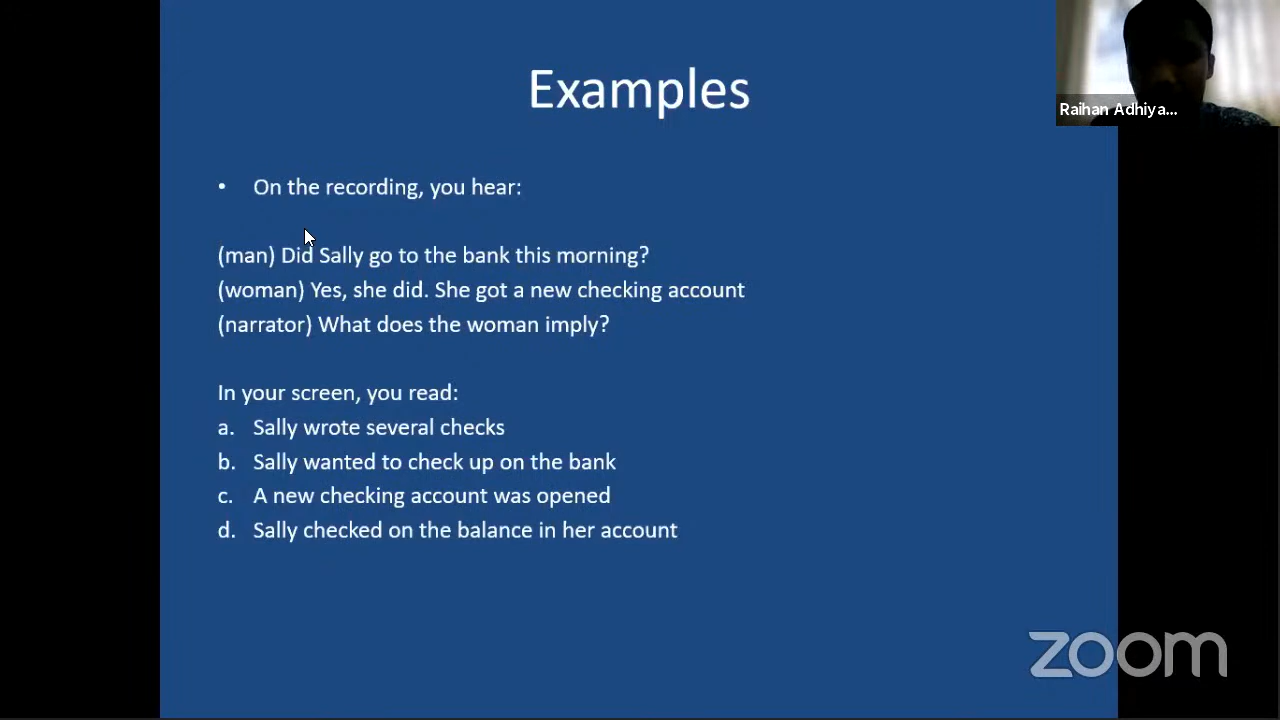 Examples
Raihan Adhiya...
• On the recording, you hear:
(man) Did Sally go to the bank this morning?
(woman) Yes, she did. She got a new checking account
(narrator) What does the woman imply?
In your screen, you read:
a. Sally wrote several checks
b. Sally wanted to check up on the bank
c. A new checking account was opened
d. Sally checked on the balance in her account
zoom